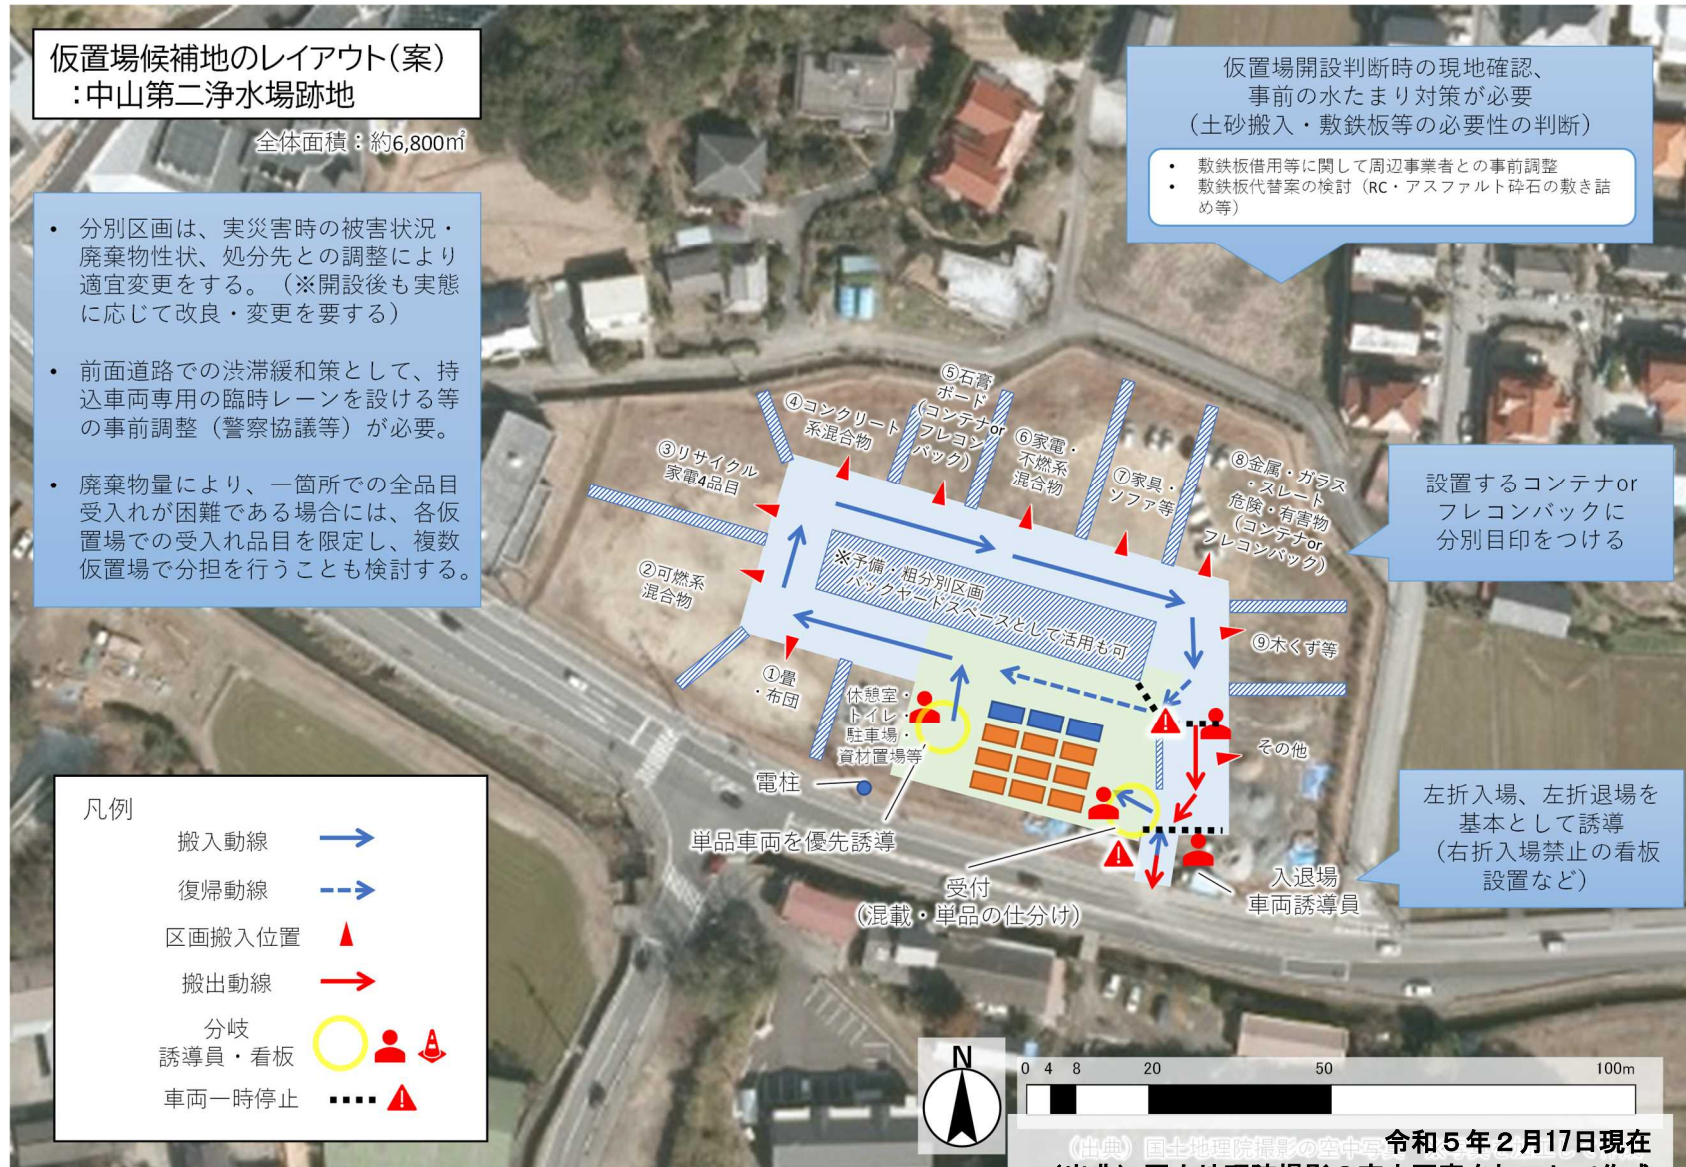 仮置場候補地のレイアウト(案)
：中山第二浄水場跡地
全体面積：約6,800㎡
• 分別区画は、実災害時の被害状況・
廃棄物性状、処分先との調整により
適宜変更をする。（※開設後も実態
に応じて改良・変更を要する）
• 前面道路での渋滞緩和策として、持
込車両専用の臨時レーンを設ける等
の事前調整（警察協議等）が必要。
• 廃棄物量により、一箇所での全品目
受入れが困難である場合には、各仮
置場での受入れ品目を限定し、複数
仮置場で分担を行うことも検討する。
仮置場開設判断時の現地確認、
事前の水たまり対策が必要
（土砂搬入・敷鉄板等の必要性の判断）
• 敷鉄板借用等に関して周辺事業者との事前調整
• 敷鉄板代替案の検討（RC・アスファルト砕石の敷き詰
め等）
⑤石膏
ボード
（コンテナor
フレコン
バック）
④コンクリート
系混合物
③リサイクル
家電4品目
⑥家電・
不燃系
混合物
⑦家具・
ソファ等
⑧金属・ガラス
・スレート
危険・有害物
（コンテナor
フレコンバック）
設置するコンテナor
フレコンバックに
分別目印をつける
②可燃系
混合物
※予備・粗分別区画
バックヤードスペースとして活用も可
⑨木くず等
①畳
・布団
休憩室・
トイレ・
駐車場・
資材置場等
その他
電柱
単品車両を優先誘導
受付
（混載・単品の仕分け）
入退場
車両誘導員
左折入場、左折退場を
基本として誘導
（右折入場禁止の看板
設置など）
凡例
搬入動線
復帰動線
区画搬入位置
搬出動線
分岐
誘導員・看板
車両一時停止
N
0 4 8 20 50 100m
（出典）国土地理院撮影の空中写
令和５年２月17日現在